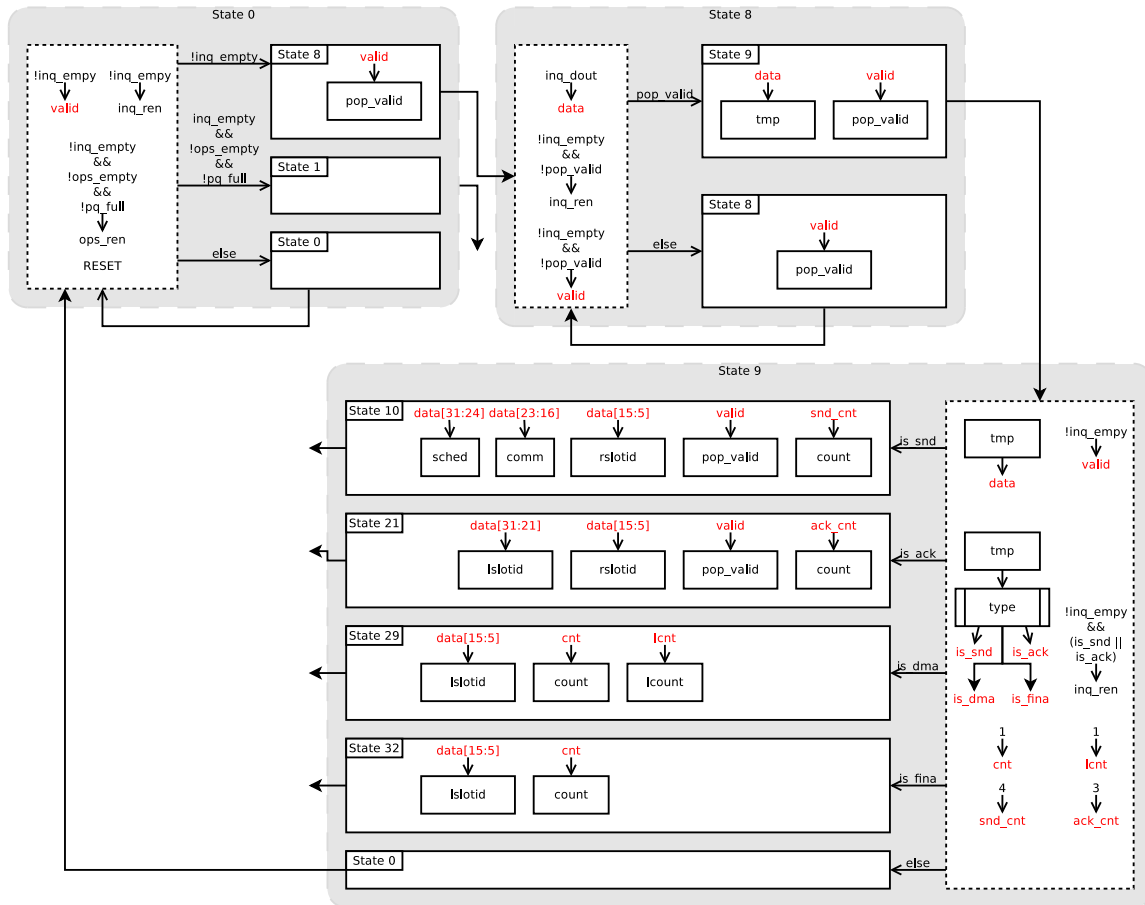 State 0
!inq_empy
valid
!inq_empy
inq_ren
!inq_empty
&&
!ops_empty
&&
!pq_full
ops_ren
RESET
!inq_empty
inq_empty
&&
!ops_empty
&&
!pq_full
else
State 8
valid
pop_valid
State 1
State 0
State 8
inq_dout
data
!inq_empty
&&
!pop_valid
inq_ren
!inq_empty
&&
!pop_valid
valid
pop_valid
else
State 9
data
tmp
valid
pop_valid
State 8
valid
pop_valid
State 9
State 10
data[31:24]
sched
data[23:16]
comm
data[15:5]
rslotid
valid
pop_valid
snd_cnt
count
is_snd
State 21
data[31:21]
lslotid
data[15:5]
rslotid
valid
pop_valid
ack_cnt
count
is_ack
State 29
data[15:5]
lslotid
cnt
count
lcnt
lcount
is_dma
State 32
data[15:5]
lslotid
cnt
count
is_fina
State 0
else
tmp
data
!inq_empy
valid
tmp
type
is_snd
is_ack
is_dma
is_fina
!inq_empy
&&
(is_snd ||
is_ack)
inq_ren
1
cnt
1
lcnt
4
snd_cnt
3
ack_cnt